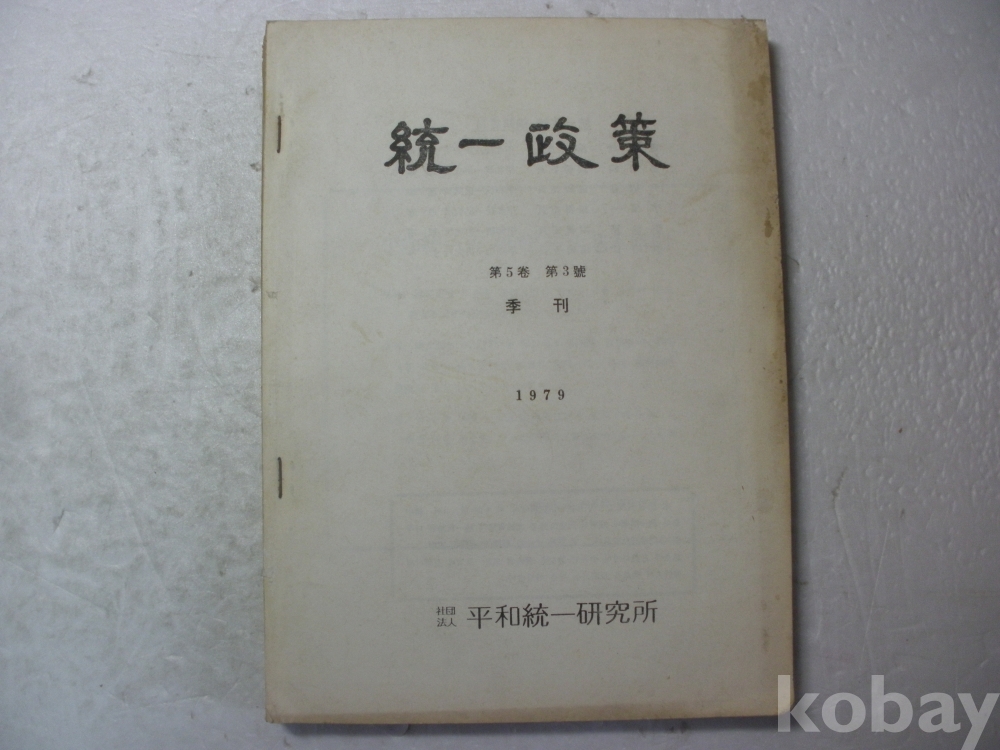 統一政策
第5卷 第3號
季 刊
1979
社団法人 平和統一研究所
kobay